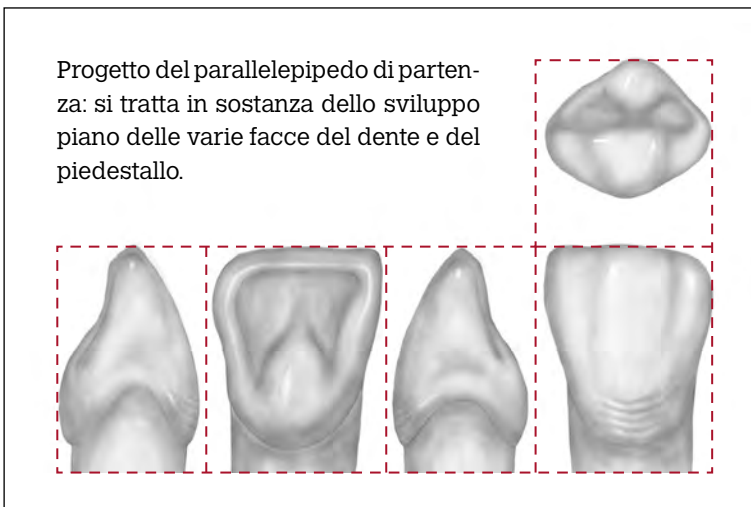 Progetto del parallelepipedo di parten-
za: si tratta in sostanza dello sviluppo
piano delle varie facce del dente e del
piedestallo.